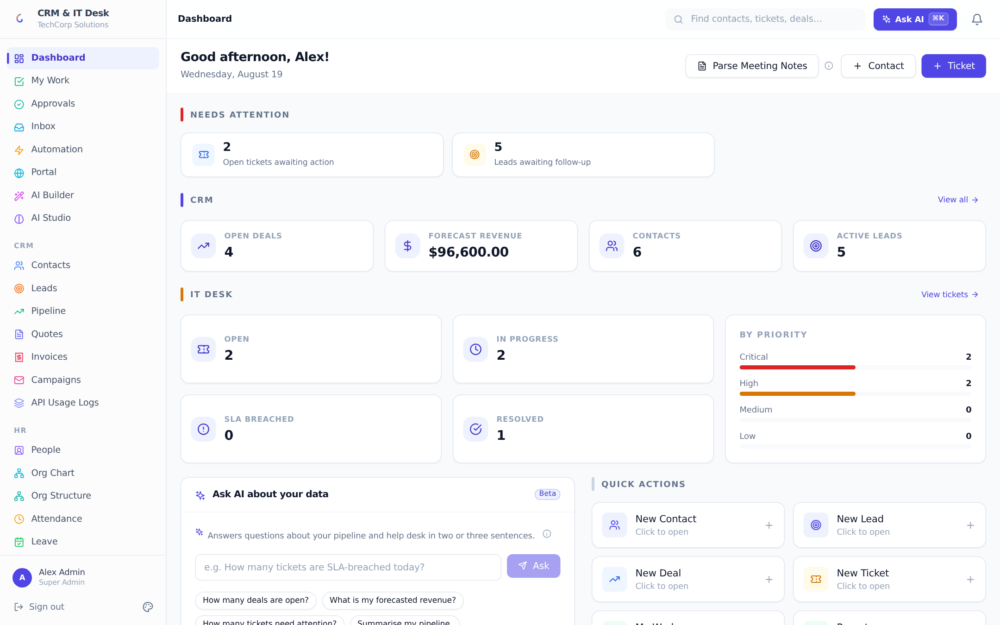 CRM & IT Desk
TechCorp Solutions
Dashboard
My Work
Approvals
Inbox
Automation
Portal
AI Builder
AI Studio
CRM
Contacts
Leads
Pipeline
Quotes
Invoices
Campaigns
API Usage Logs
HR
People
Org Chart
Org Structure
Attendance
Leave
A
Alex Admin
Super Admin
Sign out
Dashboard
Find contacts, tickets, deals...
Ask AI ⌘K
Good afternoon, Alex!
Wednesday, August 19
Parse Meeting Notes
Contact
Ticket
NEEDS ATTENTION
2
Open tickets awaiting action
5
Leads awaiting follow-up
CRM
View all
OPEN DEALS
4
FORECAST REVENUE
$96,600.00
CONTACTS
6
ACTIVE LEADS
5
IT DESK
View tickets
OPEN
2
IN PROGRESS
2
SLA BREACHED
0
RESOLVED
1
BY PRIORITY
Critical 2
High 2
Medium 0
Low 0
Ask AI about your data
Beta
Answers questions about your pipeline and help desk in two or three sentences.
e.g. How many tickets are SLA-breached today?
Ask
How many deals are open?
What is my forecasted revenue?
How many tickets need attention?
Summarise my pipeline.
QUICK ACTIONS
New Contact
Click to open
New Lead
Click to open
New Deal
Click to open
New Ticket
Click to open